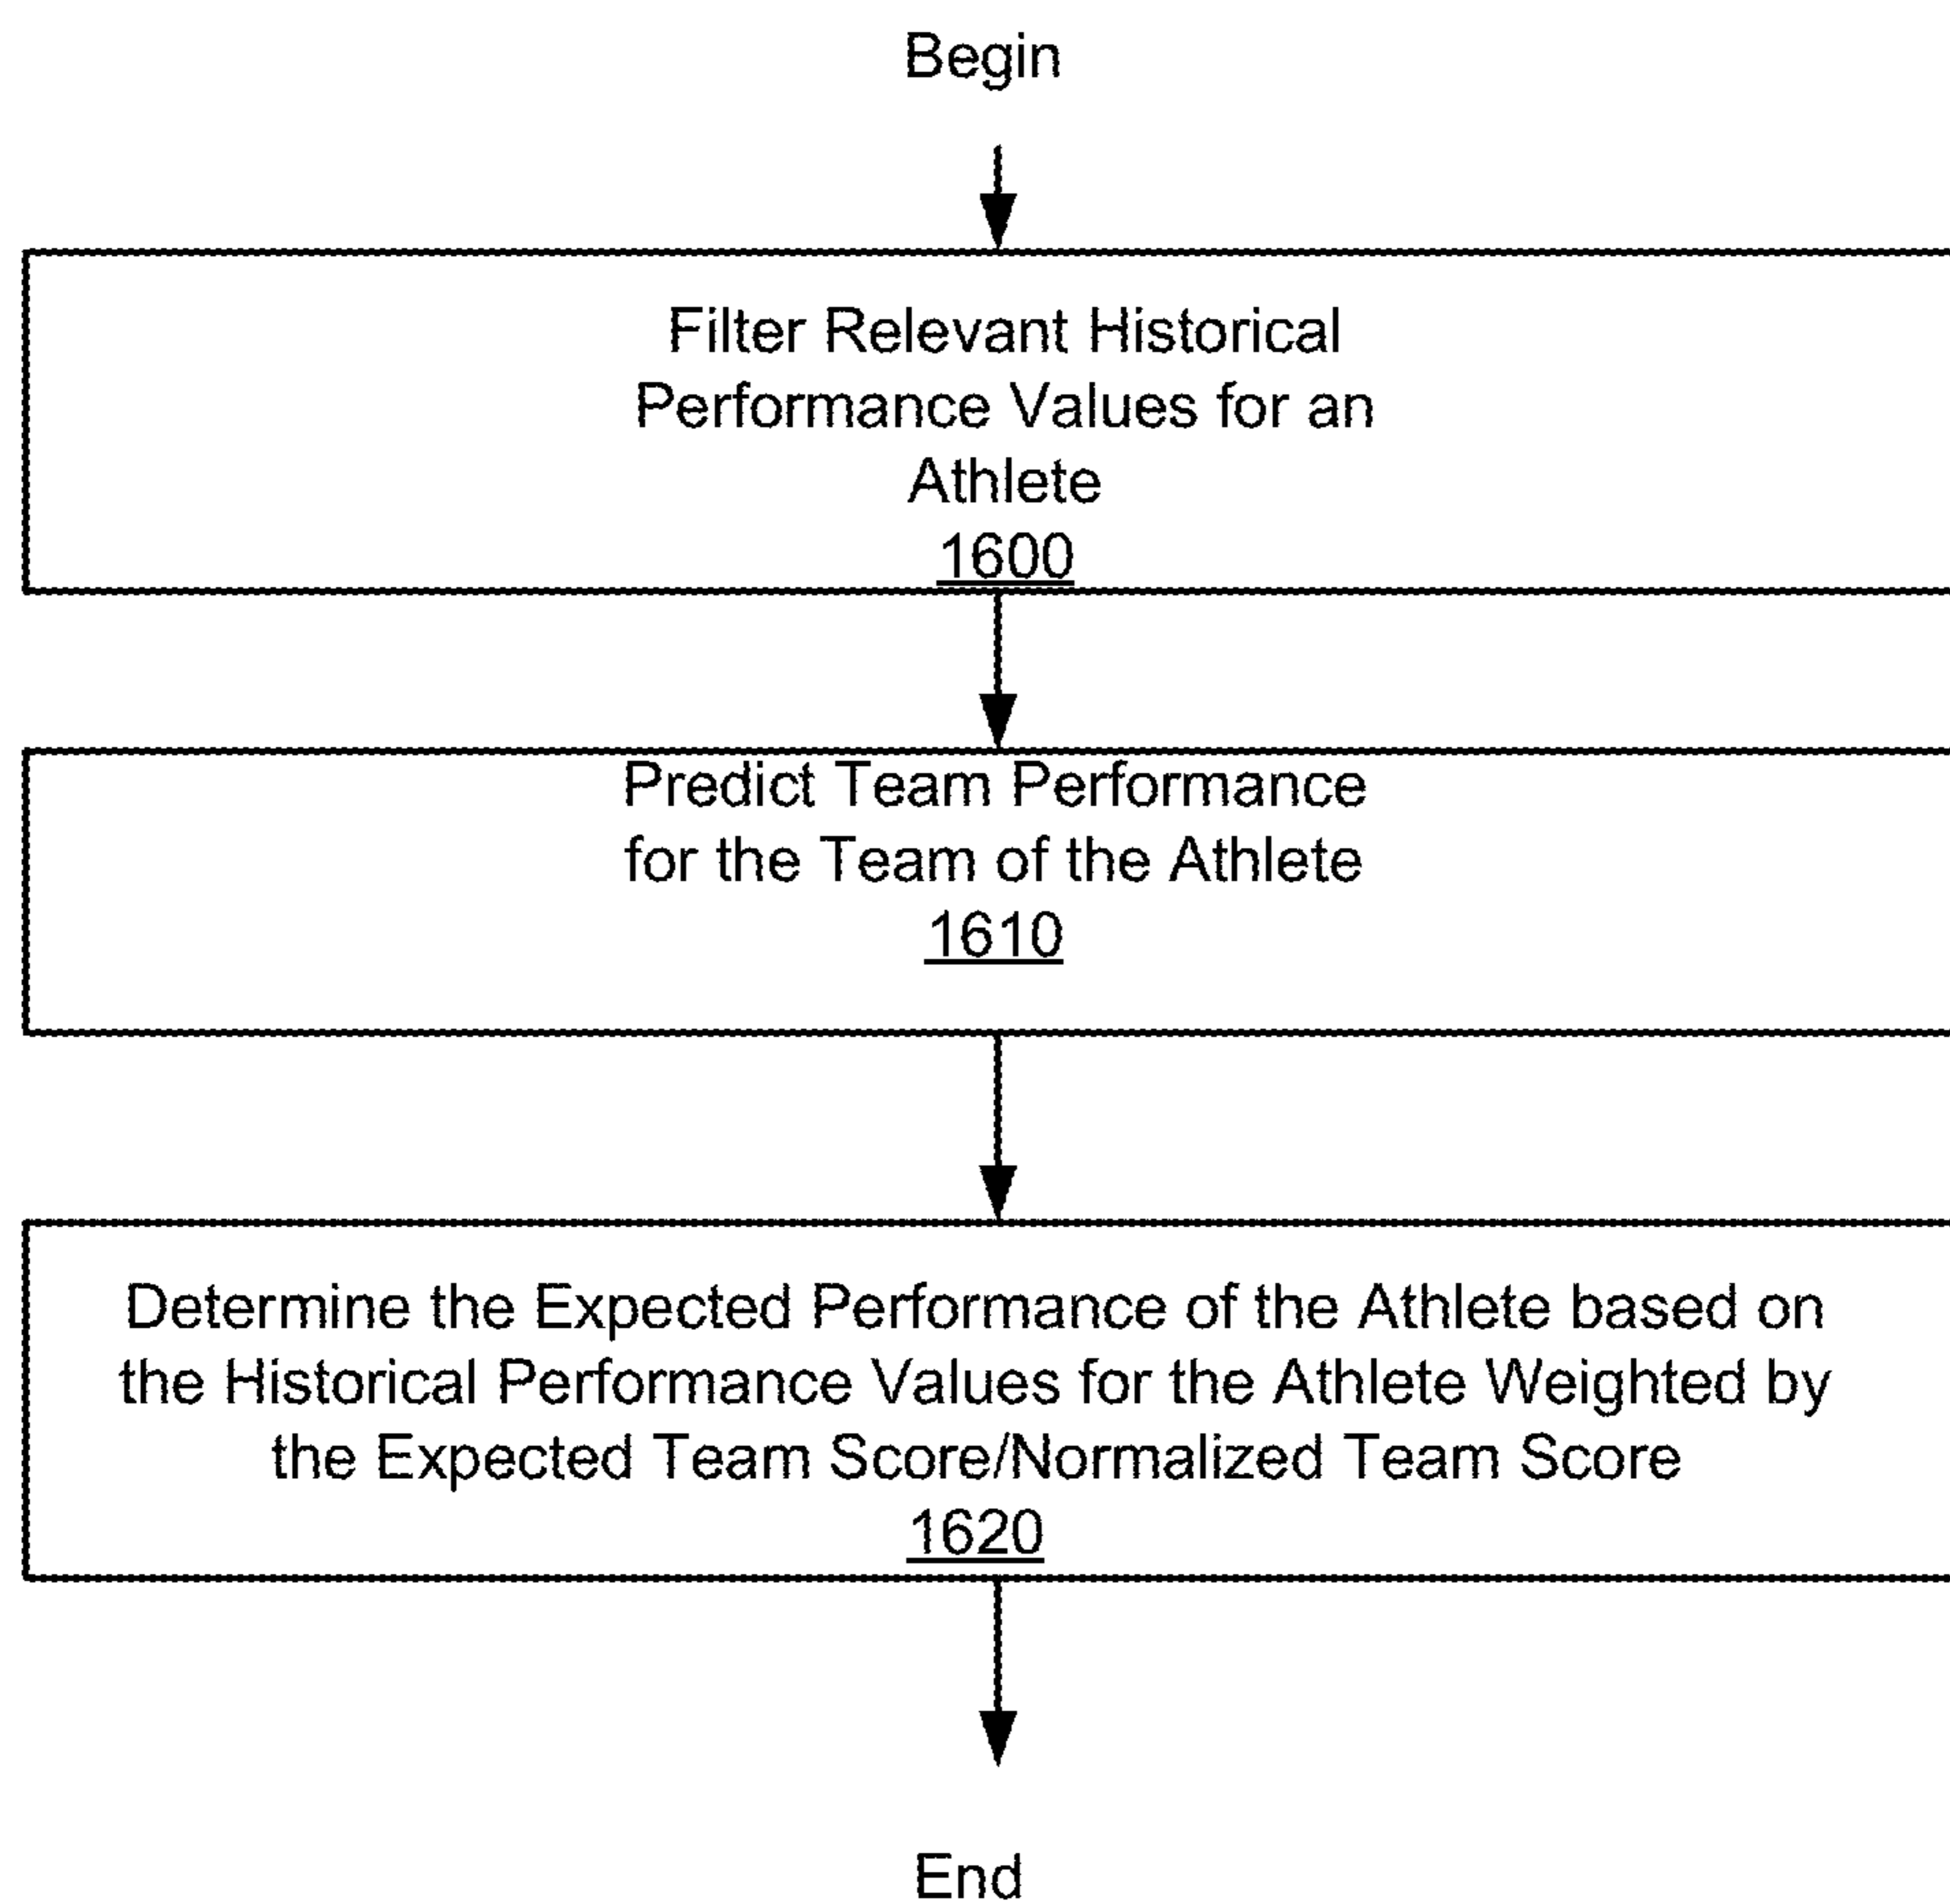 Begin
Filter Relevant Historical
Performance Values for an
Athlete
1600
Predict Team Performance
for the Team of the Athlete
1610
Determine the Expected Performance of the Athlete based on
the Historical Performance Values for the Athlete Weighted by
the Expected Team Score/Normalized Team Score
1620
End